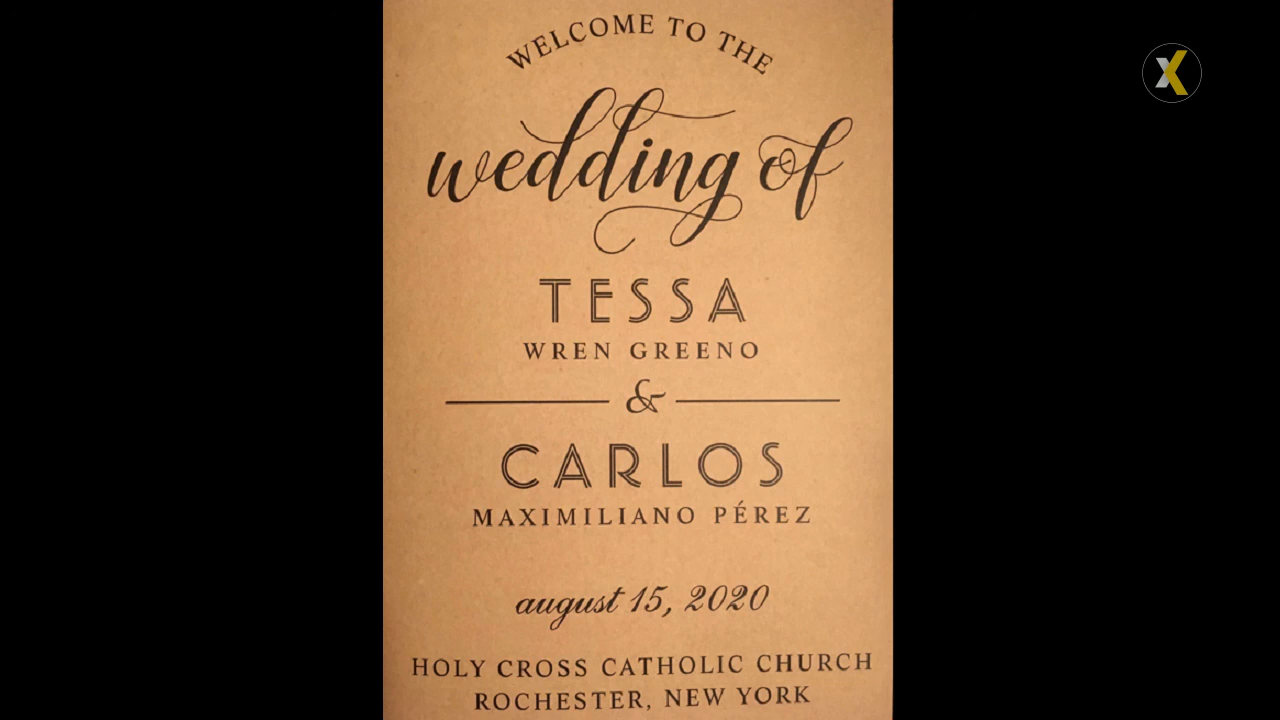 WELCOME TO THE
wedding of
TESSA
WREN GREENO
&
CARLOS
MAXIMILIANO PÉREZ
august 15, 2020
HOLY CROSS CATHOLIC CHURCH
ROCHESTER, NEW YORK